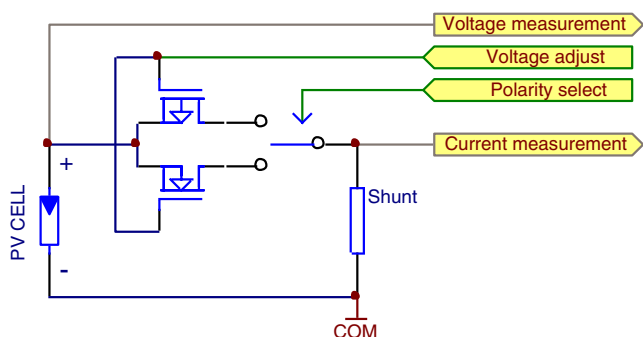 Voltage measurement
Voltage adjust
Polarity select
Current measurement
+
PV CELL
Shunt
-
COM